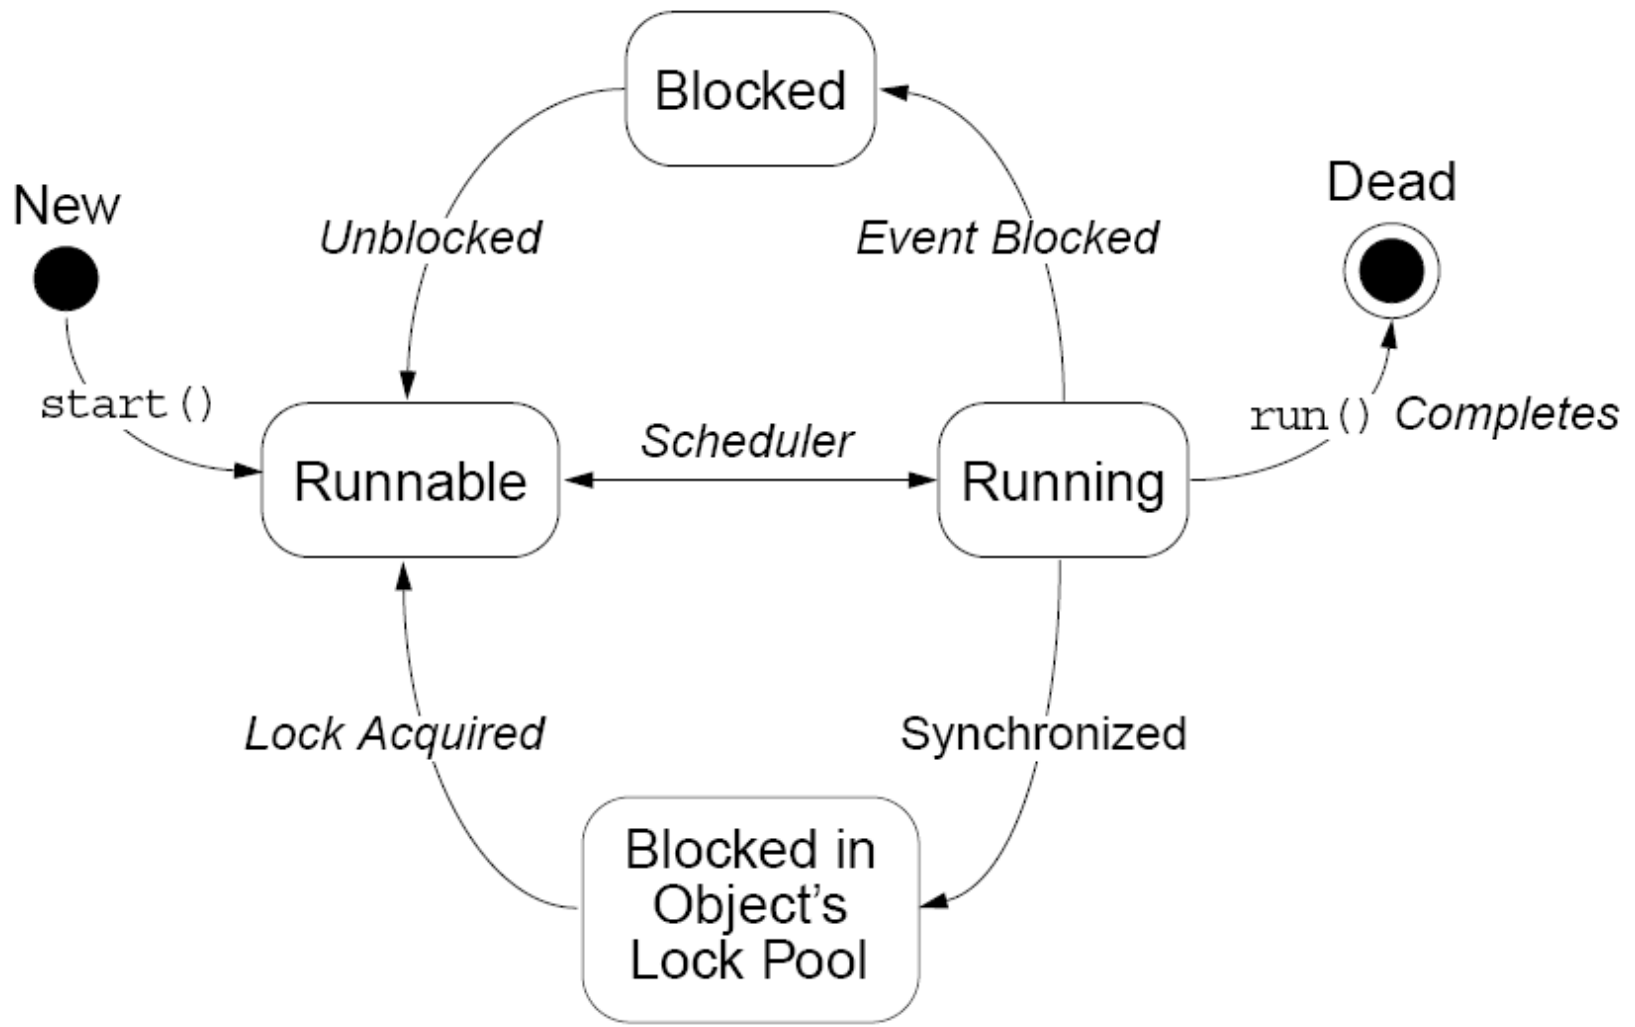 Blocked
Dead
New
Unblocked
Event Blocked
start()
run() Completes
Scheduler
Runnable
Running
Lock Acquired
Synchronized
Blocked in
Object’s
Lock Pool